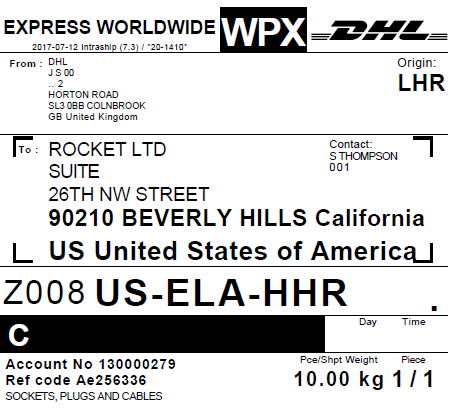 EXPRESS WORLDWIDE WPX DHL
2017-07-12 Intraship (7.3) / *20-1410*
From : DHL
J S 00
.. 2
HORTON ROAD
SL3 0BB COLNBROOK
GB United Kingdom
Origin:
LHR
To : ROCKET LTD
SUITE
26TH NW STREET
90210 BEVERLY HILLS California
US United States of America
Contact:
S THOMPSON
001
Z008 US-ELA-HHR .
C
Day Time
Account No 130000279
Ref code Ae256336
SOCKETS, PLUGS AND CABLES
Pce/Shpt Weight Piece
10.00 kg 1 / 1